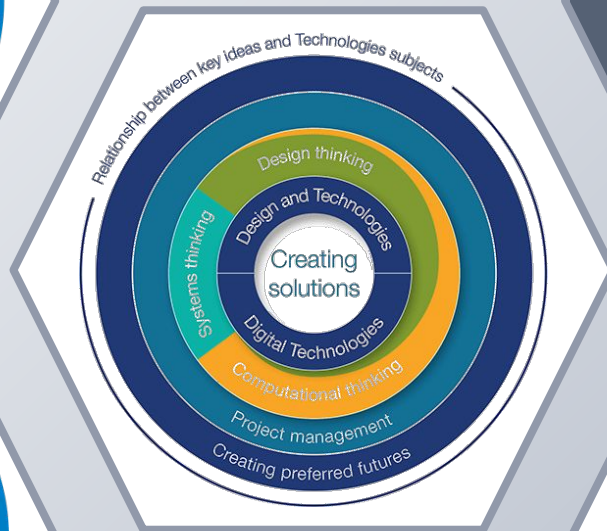 Relationship between key ideas and Technologies subjects
Design thinking
Systems thinking
Design and Technologies
Creating
solutions
Digital Technologies
Computational thinking
Project management
Creating preferred futures